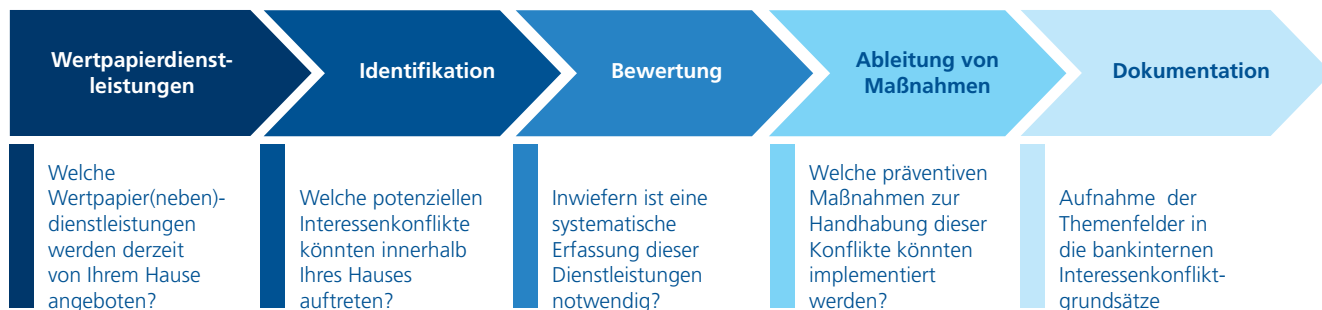 Wertpapierdienst-
leistungen
Identifikation
Bewertung
Ableitung von
Maßnahmen
Dokumentation
Welche
Wertpapier(neben)-
dienstleistungen
werden derzeit
von Ihrem Hause
angeboten?
Welche potenziellen
Interessenkonflikte
könnten innerhalb
Ihres Hauses
auftreten?
Inwiefern ist eine
systematische
Erfassung dieser
Dienstleistungen
notwendig?
Welche präventiven
Maßnahmen zur
Handhabung dieser
Konflikte könnten
implementiert
werden?
Aufnahme der
Themenfelder in
die bankinternen
Interessenkonflikt-
grundsätze